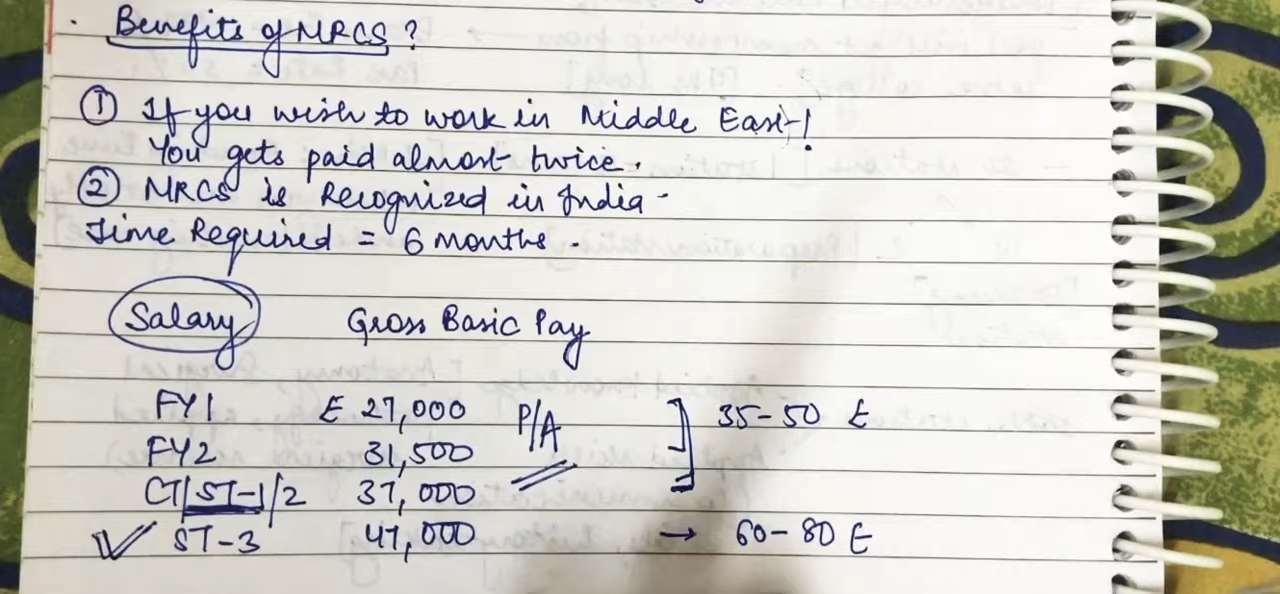 · Benefits of MRCS ?
① If you wish to work in Middle East!
You gets paid almost twice.
② MRCS is Recognized in India -
Time Required = 6 months.
Salary Gross Basic Pay
FY1 £ 27,000 P/A ] 35-50 £
FY2 31,500
CT/ST-1/2 37,000
ST-3 47,000 → 60-80 £